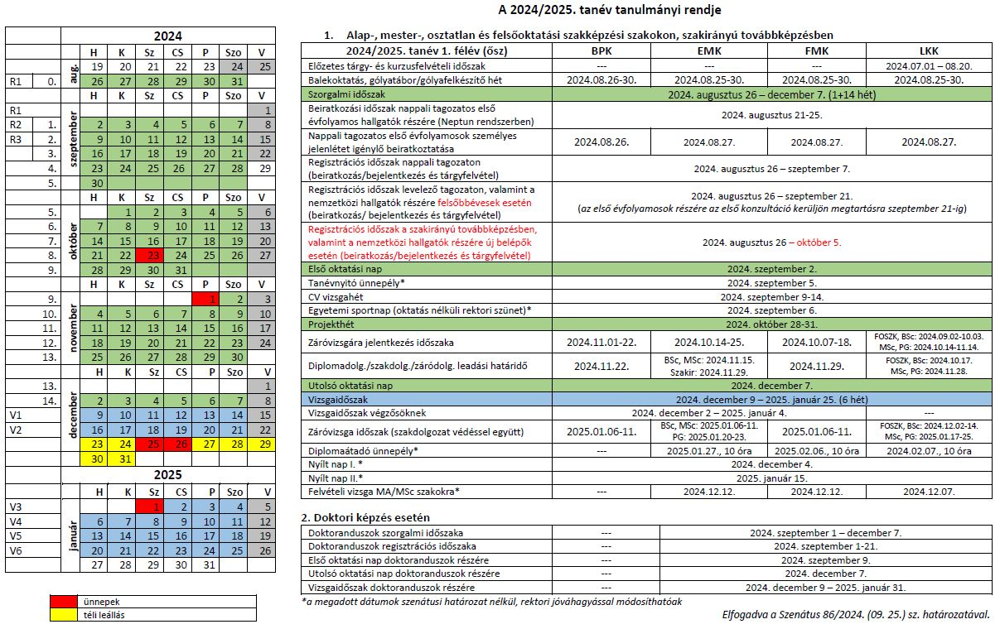 A 2024/2025. tanév tanulmányi rendje
2024
H K Sz CS P Szo V
aug.
19 20 21 22 23 24 25
R1 0. 26 27 28 29 30 31
H K Sz CS P Szo V
szeptember
R1 1
R2 1. 2 3 4 5 6 7 8
R3 2. 9 10 11 12 13 14 15
3. 16 17 18 19 20 21 22
4. 23 24 25 26 27 28 29
5. 30
H K Sz CS P Szo V
október
5. 1 2 3 4 5 6
6. 7 8 9 10 11 12 13
7. 14 15 16 17 18 19 20
8. 21 22 23 24 25 26 27
9. 28 29 30 31
H K Sz CS P Szo V
november
9. 1 2 3
10. 4 5 6 7 8 9 10
11. 11 12 13 14 15 16 17
12. 18 19 20 21 22 23 24
13. 25 26 27 28 29 30
H K Sz CS P Szo V
december
13. 1
14. 2 3 4 5 6 7 8
V1 9 10 11 12 13 14 15
V2 16 17 18 19 20 21 22
23 24 25 26 27 28 29
30 31
2025
H K Sz CS P Szo V
január
V3 1 2 3 4 5
V4 6 7 8 9 10 11 12
V5 13 14 15 16 17 18 19
V6 20 21 22 23 24 25 26
27 28 29 30 31
ünnepek
téli leállás
1. Alap-, mester-, osztatlan és felsőoktatási szakképzési szakokon, szakirányú továbbképzésben
2024/2025. tanév 1. félév (ősz) BPK EMK FMK LKK
Előzetes tárgy- és kurzusfelvételi időszak --- --- --- 2024.07.01 – 08.20.
Balekoktatás, gólyatábor/gólyafelkészítő hét 2024.08.26-30. 2024.08.25-30. 2024.08.25-30. 2024.08.25-30.
Szorgalmi időszak 2024. augusztus 26 – december 7. (1+14 hét)
Beiratkozási időszak nappali tagozatos első
évfolyamos hallgatók részére (Neptun rendszerben)
2024. augusztus 21-25.
Nappali tagozatos első évfolyamosok személyes
jelenlétet igénylő beiratkoztatása
2024.08.26. 2024.08.27. 2024.08.27. 2024.08.27.
Regisztrációs időszak nappali tagozaton
(beiratkozás/bejelentkezés és tárgyfelvétel)
2024. augusztus 26 – szeptember 7.
Regisztrációs időszak levelező tagozaton, valamint a
nemzetközi hallgatók részére felsőbbévesek esetén
(beiratkozás/ bejelentkezés és tárgyfelvétel)
2024. augusztus 26 – szeptember 21.
(az első évfolyamosok részére az első konzultáció kerüljön megtartásra szeptember 21-ig)
Regisztrációs időszak a szakirányú továbbképzésben,
valamint a nemzetközi hallgatók részére új belépők
esetén (beiratkozás/bejelentkezés és tárgyfelvétel)
2024. augusztus 26 – október 5.
Első oktatási nap 2024. szeptember 2.
Tanévnyitó ünnepély* 2024. szeptember 5.
CV vizsgahét 2024. szeptember 9-14.
Egyetemi sportnap (oktatás nélküli rektori szünet)* 2024. szeptember 6.
Projekthét 2024. október 28-31.
Záróvizsgára jelentkezés időszaka 2024.11.01-22. 2024.10.14-25. 2024.10.07-18. FOSZK, BSc: 2024.09.02-10.03.
MSc, PG: 2024.10.14-11.14.
Diplomadolg./szakdolg./záródolg. leadási határidő 2024.11.22. BSc, MSc: 2024.11.15.
Szakir: 2024.11.29.
2024.11.29.
FOSZK, BSc: 2024.10.17.
MSc, PG: 2024.11.28.
Utolsó oktatási nap 2024. december 7.
Vizsgaidőszak 2024. december 9 – 2025. január 25. (6 hét)
Vizsgaidőszak végzősöknek 2024. december 2 – 2025. január 4. ---
Záróvizsga időszak (szakdolgozat védéssel együtt) 2025.01.06-11. BSc, MSc: 2025.01.06-11.
PG: 2025.01.20-23.
2025.01.06-11.
FOSZK, BSc: 2024.12.02-14.
MSc, PG: 2025.01.17-25.
Diplomaátadó ünnepély* --- 2025.01.27., 10 óra 2025.02.06., 10 óra 2024.02.07., 10 óra
Nyílt nap I. * 2024. december 4.
Nyílt nap II.* 2025. január 15.
Felvételi vizsga MA/MSc szakokra* --- 2024.12.12. 2024.12.12. 2024.12.07.
2. Doktori képzés esetén
Doktoranduszok szorgalmi időszaka --- 2024. szeptember 1 – december 7.
Doktoranduszok regisztrációs időszaka --- 2024. szeptember 1-21.
Első oktatási nap doktoranduszok részére --- 2024. szeptember 9.
Utolsó oktatási nap doktoranduszok részére --- 2024. december 7.
Vizsgaidőszak doktoranduszok részére --- 2024. december 9 – 2025. január 31.
*a megadott dátumok szenátusi határozat nélkül, rektori jóváhagyással módosíthatóak
Elfogadva a Szenátus 86/2024. (09. 25.) sz. határozatával.